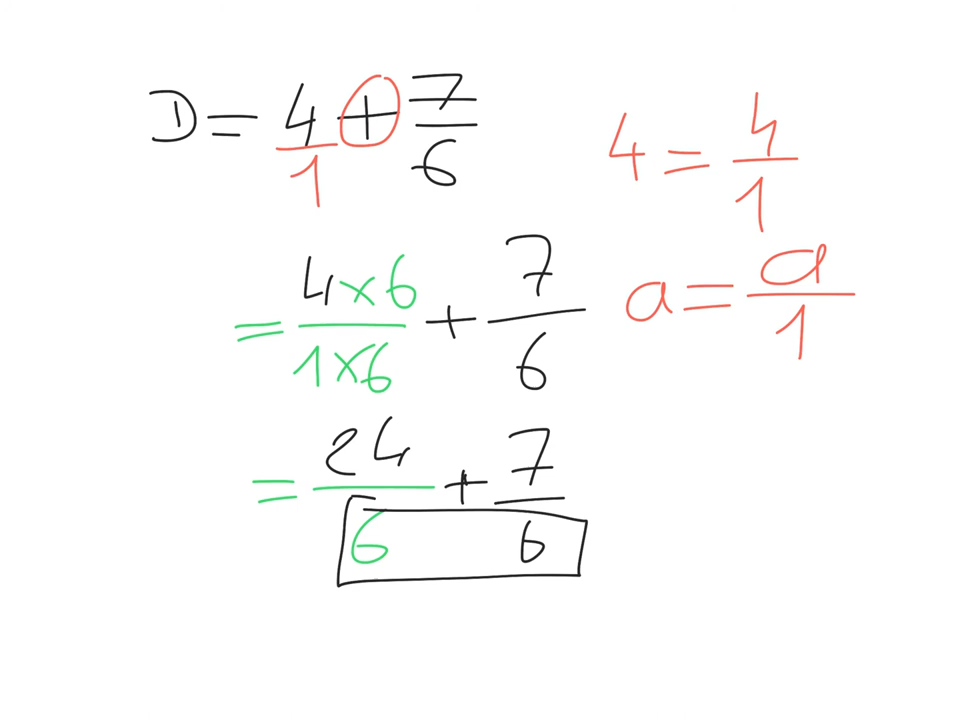 D = 4/1 + 7/6
4 = 4/1
= 4×6/1×6 + 7/6
a = a/1
= 24/6 + 7/6